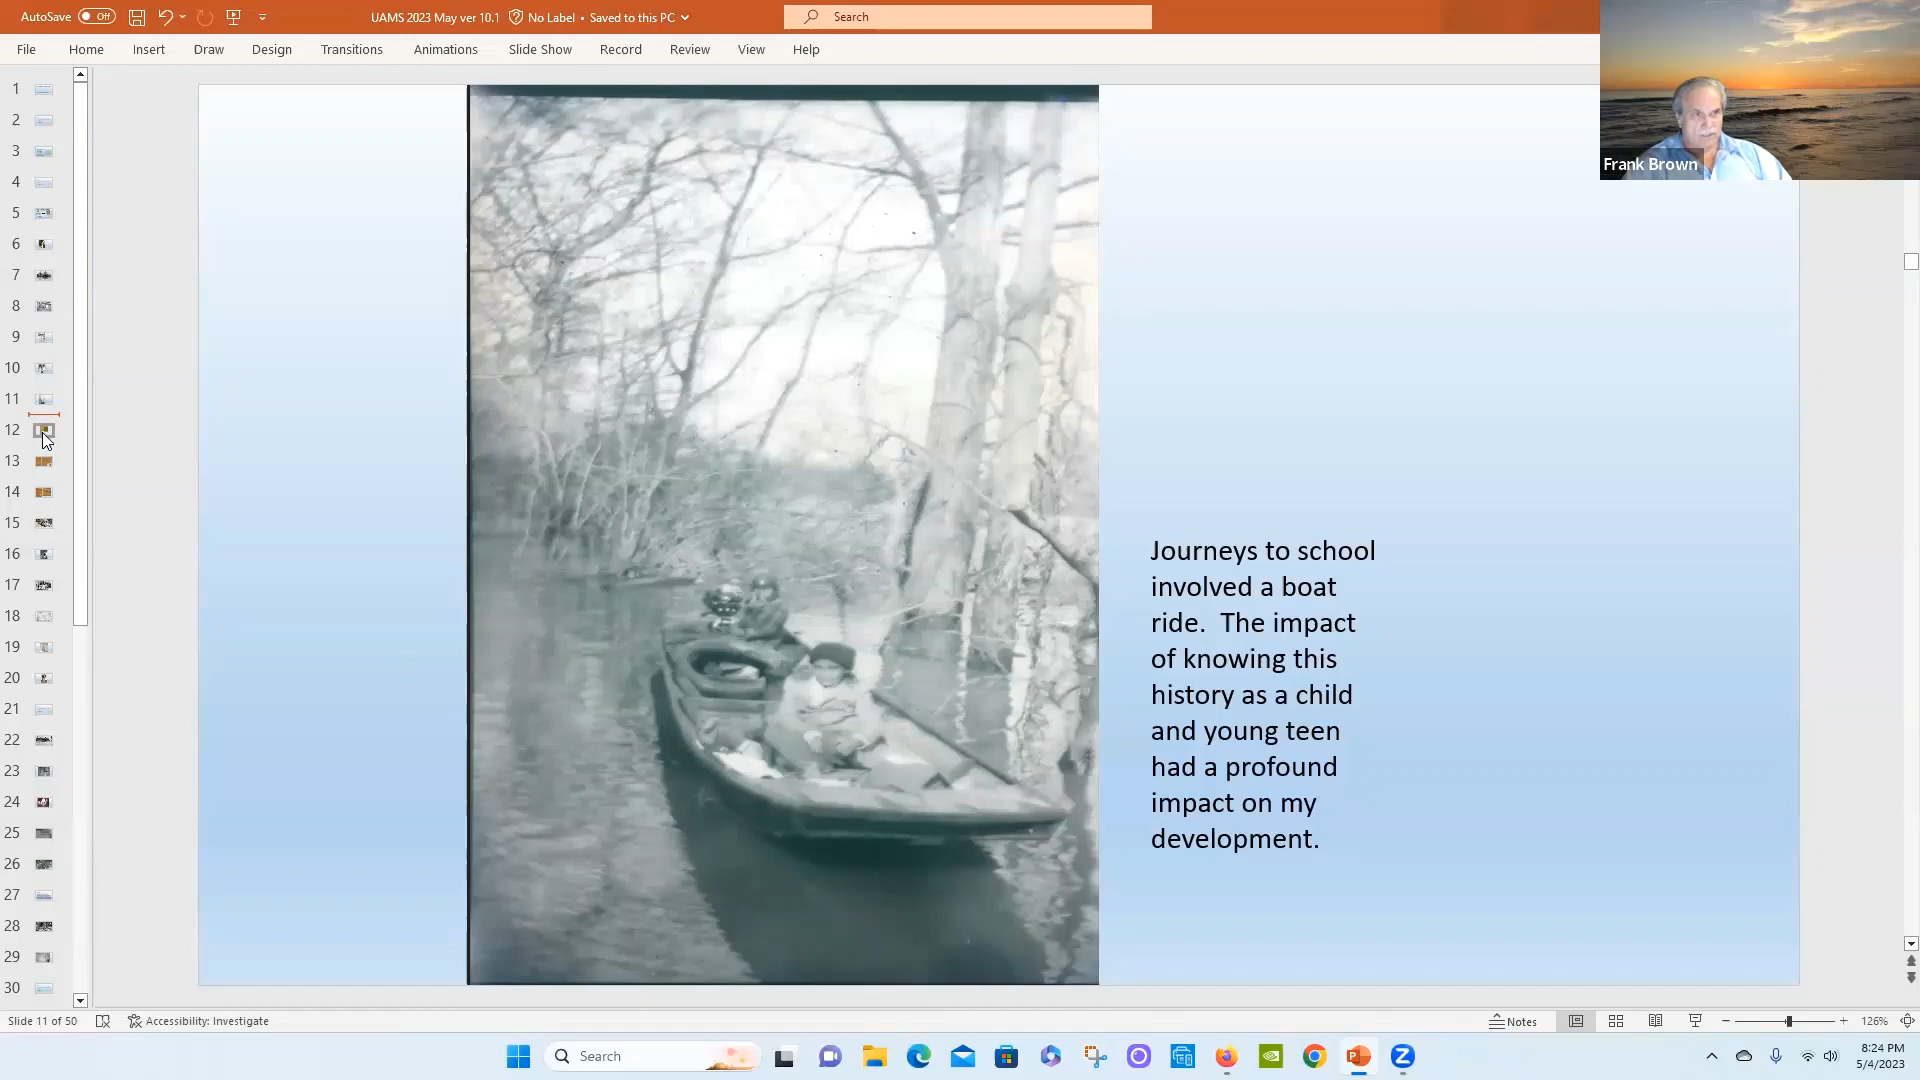 AutoSave Off UAMS 2023 May ver 10.1 No Label • Saved to this PC Search
File Home Insert Draw Design Transitions Animations Slide Show Record Review View Help
Frank Brown
1
2
3
4
5
6
7
8
9
10
11
12
13
14
15
16
17
18
19
20
21
22
23
24
25
26
27
28
29
30
Journeys to school
involved a boat
ride. The impact
of knowing this
history as a child
and young teen
had a profound
impact on my
development.
Slide 11 of 50 Accessibility: Investigate Notes 126%
Search
8:24 PM
5/4/2023